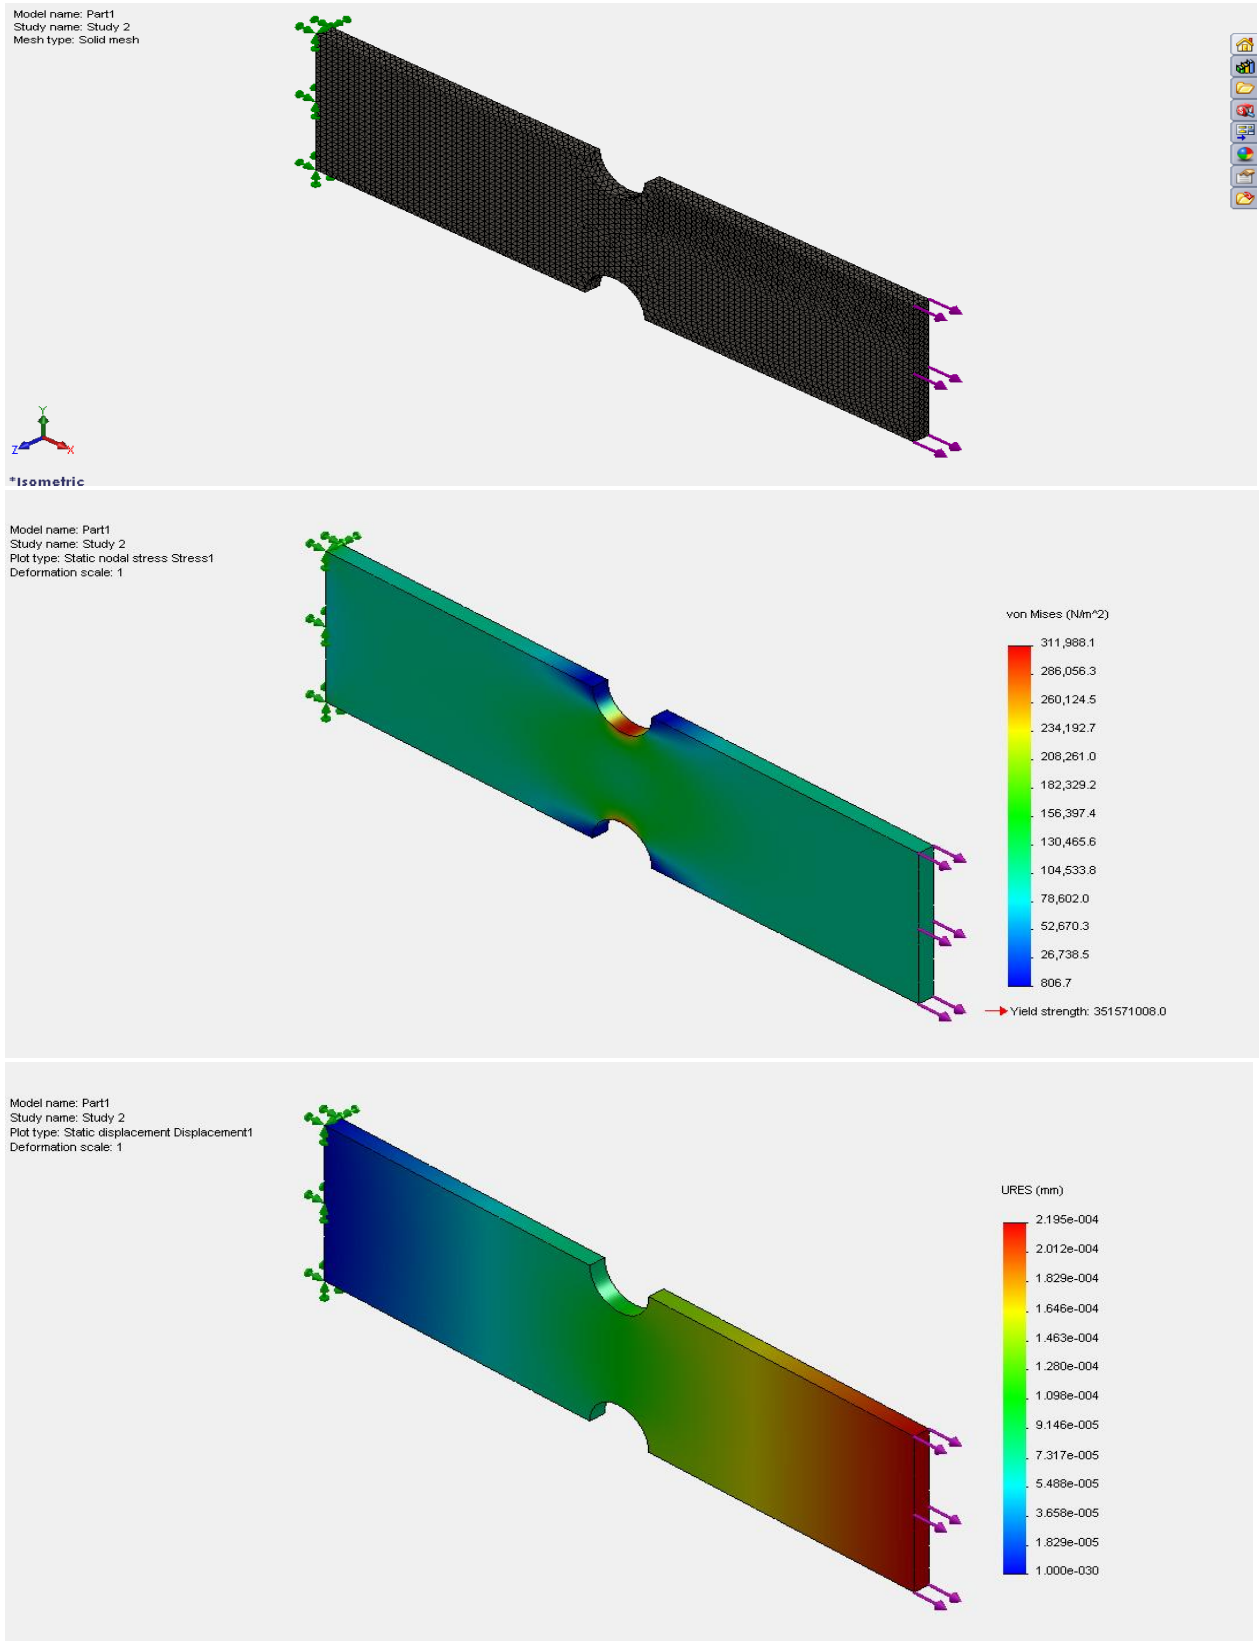 Model name: Part1
Study name: Study 2
Mesh type: Solid mesh
Y
Z
X
*Isometric
Model name: Part1
Study name: Study 2
Plot type: Static nodal stress Stress1
Deformation scale: 1
von Mises (N/m^2)
311,988.1
286,056.3
260,124.5
234,192.7
208,261.0
182,329.2
156,397.4
130,465.6
104,533.8
78,602.0
52,670.3
26,738.5
806.7
Yield strength: 351571008.0
Model name: Part1
Study name: Study 2
Plot type: Static displacement Displacement1
Deformation scale: 1
URES (mm)
2.195e-004
2.012e-004
1.829e-004
1.646e-004
1.463e-004
1.280e-004
1.098e-004
9.146e-005
7.317e-005
5.488e-005
3.658e-005
1.829e-005
1.000e-030